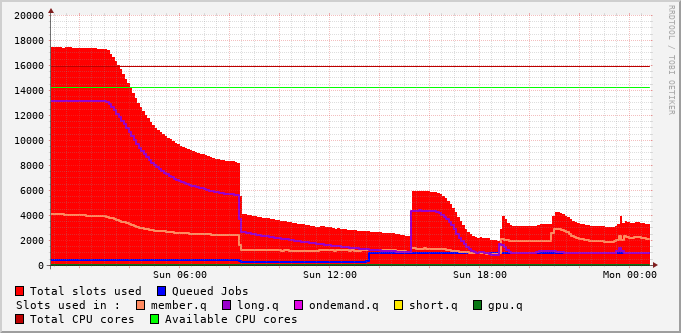 20000
18000
16000
14000
12000
10000
8000
6000
4000
2000
0
Sun 06:00 Sun 12:00 Sun 18:00 Mon 00:00
Total slots used Queued Jobs
Slots used in : member.q long.q ondemand.q short.q gpu.q
Total CPU cores Available CPU cores
RRDTOOL / TOBI OETIKER